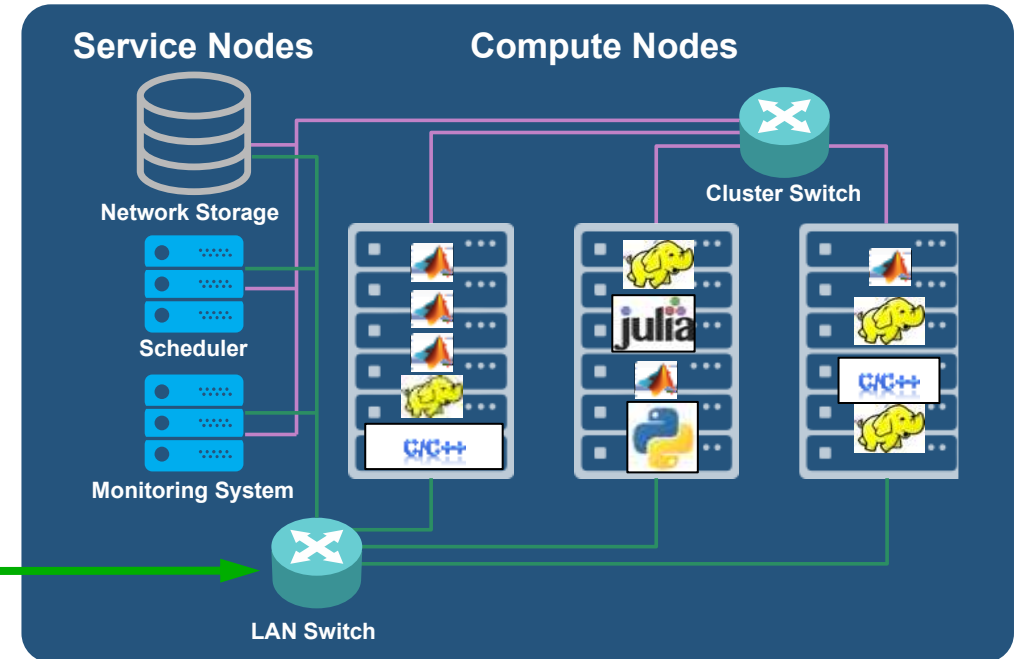 Service Nodes
Compute Nodes
Network Storage
Cluster Switch
Scheduler
julia
C/C++
C/C++
Monitoring System
LAN Switch